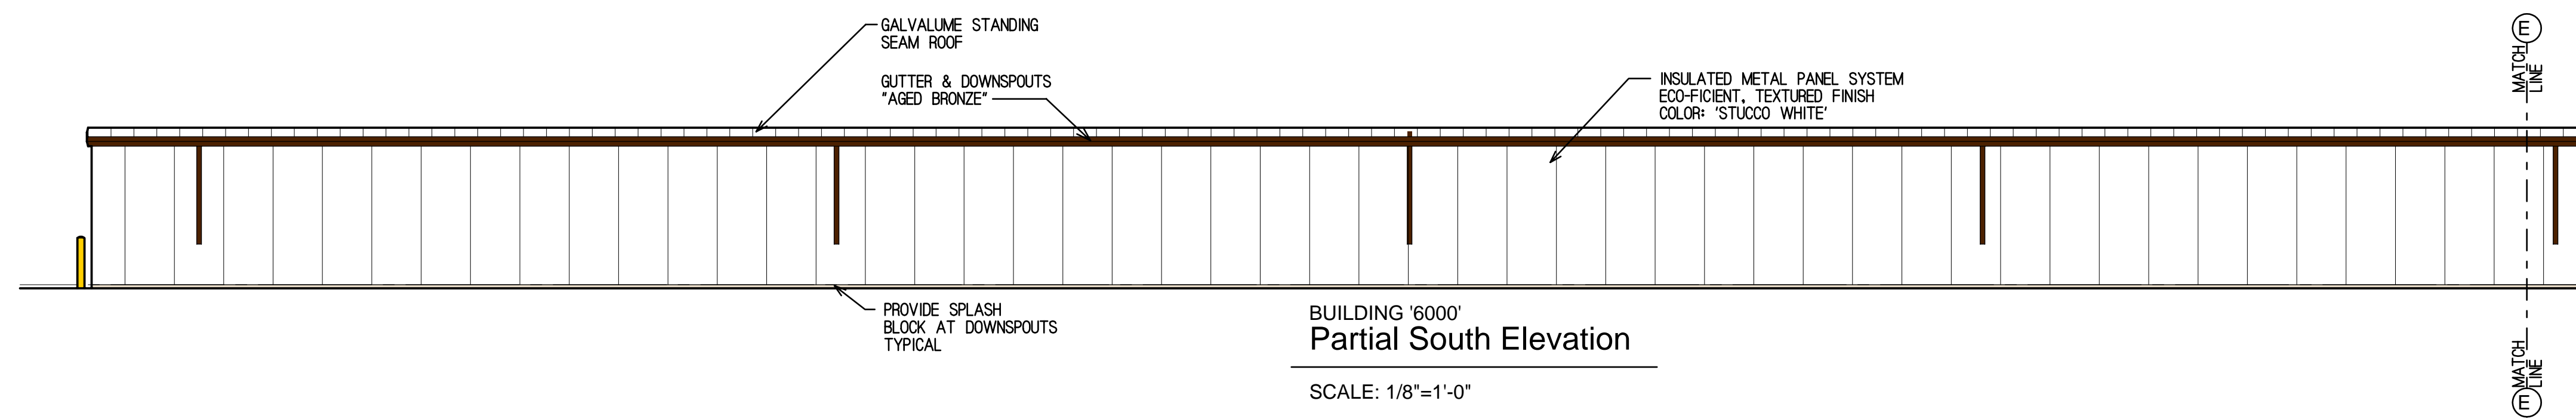 GALVALUME STANDING
SEAM ROOF
GUTTER & DOWNSPOUTS
"AGED BRONZE"
INSULATED METAL PANEL SYSTEM
ECO-FICIENT, TEXTURED FINISH
COLOR: 'STUCCO WHITE'
E
MATCH
LINE
PROVIDE SPLASH
BLOCK AT DOWNSPOUTS
TYPICAL
BUILDING '6000'
Partial South Elevation
SCALE: 1/8"=1'-0"
MATCH
LINE
E